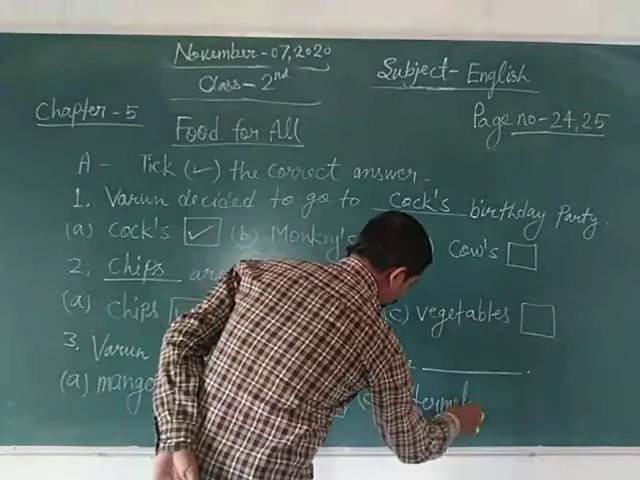 November-07,2020
Class-2nd
Subject-English
Chapter-5
Page no-24,25
Food for All
A- Tick (✓) the correct answer.
1. Varun decided to go to Cock's birthday Party.
(a) Cock's ✓ (b) Monkey's Cow's
2. Chips are
(a) Chips (c) vegetables
3. Varun
(a) mango